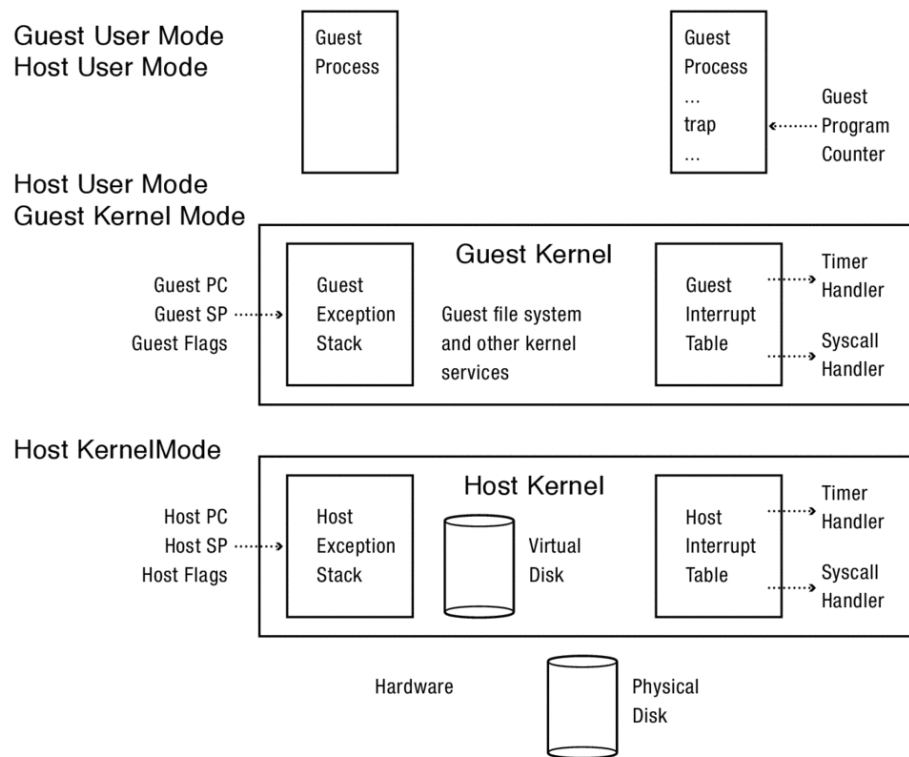 Guest User Mode
Host User Mode
Guest
Process
Guest
Process
...
trap
...
Guest
Program
Counter
Host User Mode
Guest Kernel Mode
Guest Kernel
Guest PC
Guest SP
Guest Flags
Guest
Exception
Stack
Guest file system
and other kernel
services
Guest
Interrupt
Table
Timer
Handler
Syscall
Handler
Host KernelMode
Host Kernel
Host PC
Host SP
Host Flags
Host
Exception
Stack
Virtual
Disk
Host
Interrupt
Table
Timer
Handler
Syscall
Handler
Hardware
Physical
Disk